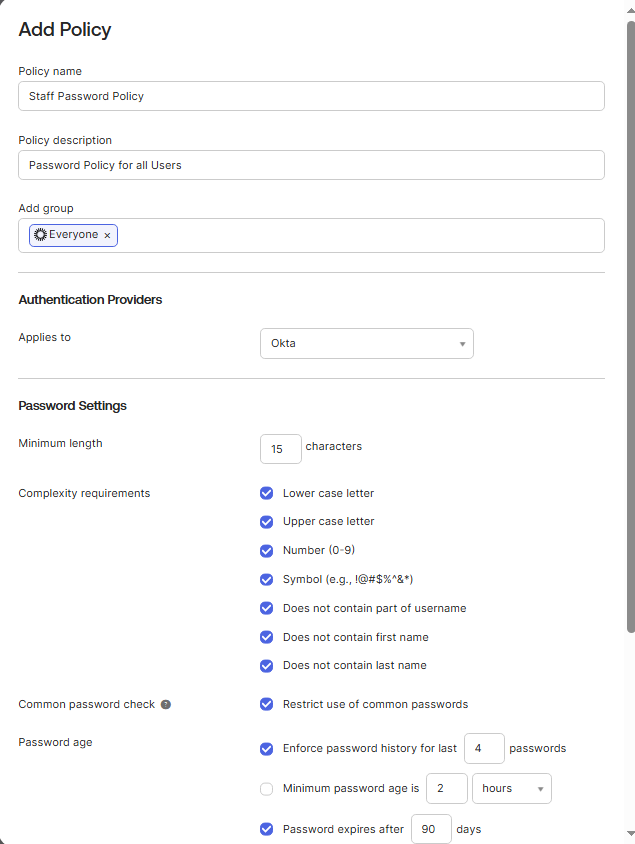 Add Policy
Policy name
Staff Password Policy
Policy description
Password Policy for all Users
Add group
Everyone ×
Authentication Providers
Applies to Okta
Password Settings
Minimum length 15 characters
Complexity requirements Lower case letter
Upper case letter
Number (0-9)
Symbol (e.g., !@#$%^&*)
Does not contain part of username
Does not contain first name
Does not contain last name
Common password check ? Restrict use of common passwords
Password age Enforce password history for last 4 passwords
Minimum password age is 2 hours
Password expires after 90 days